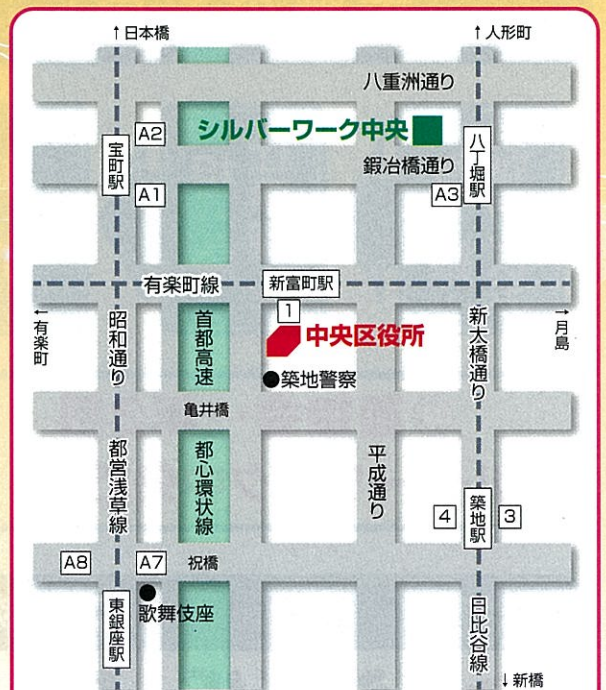 ↑日本橋
↑人形町
八重洲通り
A2
シルバーワーク中央
宝町駅
八丁堀駅
鍛冶橋通り
A1
A3
有楽町線
新富町駅
1
←有楽町
昭和通り
首都高速
中央区役所
新大橋通り
→月島
築地警察
亀井橋
都営浅草線
都心環状線
平成通り
4
築地駅
3
A8
A7
祝橋
歌舞伎座
東銀座駅
日比谷線
↓新橋